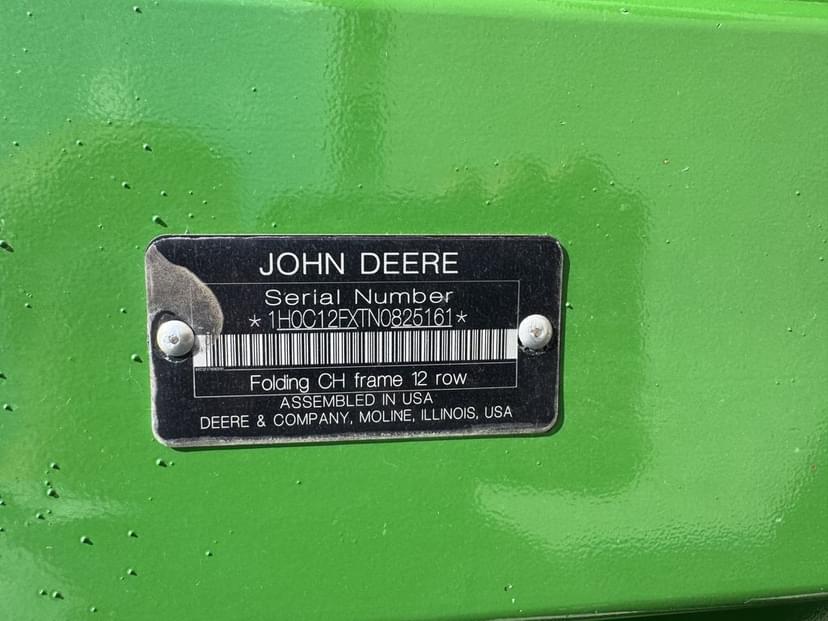 JOHN DEERE
Serial Number
*1H0C12FXTN0825161*
Folding CH frame 12 row
ASSEMBLED IN USA
DEERE & COMPANY, MOLINE, ILLINOIS, USA